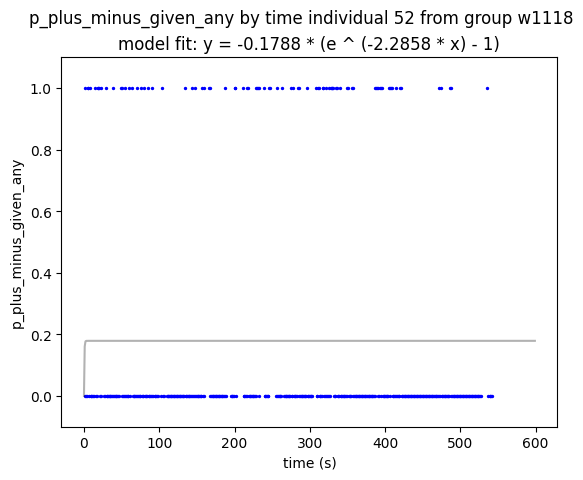 p_plus_minus_given_any by time individual 52 from group w1118
model fit: y = -0.1788 * (e ^ (-2.2858 * x) - 1)
1.0
0.8
0.6
0.4
0.2
0.0
p_plus_minus_given_any
0 100 200 300 400 500 600
time (s)